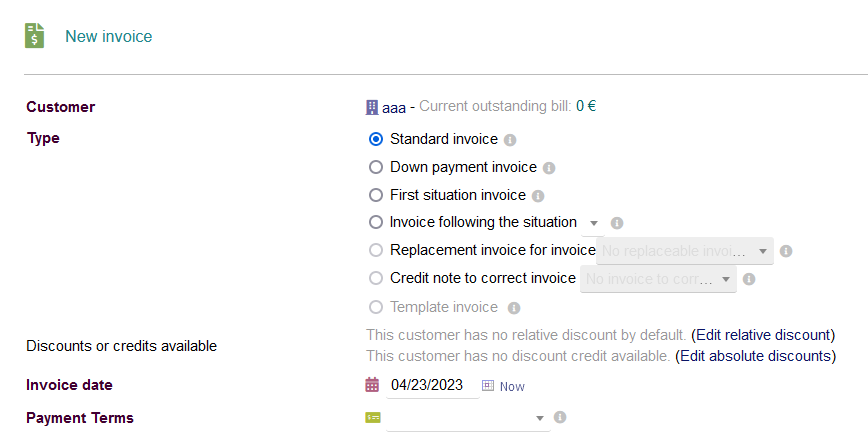 New invoice
Customer aaa - Current outstanding bill: 0 €
Type Standard invoice
Down payment invoice
First situation invoice
Invoice following the situation
Replacement invoice for invoice No replaceable invoi...
Credit note to correct invoice No invoice to corr...
Template invoice
This customer has no relative discount by default. (Edit relative discount)
Discounts or credits available
This customer has no discount credit available. (Edit absolute discounts)
Invoice date 04/23/2023 Now
Payment Terms